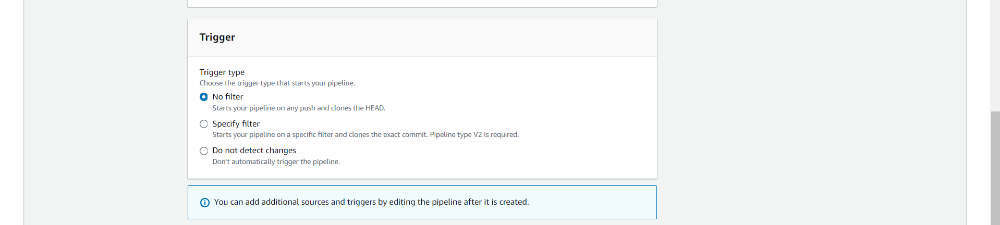 Trigger
Trigger type
Choose the trigger type that starts your pipeline.
No filter
Starts your pipeline on any push and clones the HEAD.
Specify filter
Starts your pipeline on a specific filter and clones the exact commit. Pipeline type V2 is required.
Do not detect changes
Don't automatically trigger the pipeline.
You can add additional sources and triggers by editing the pipeline after it is created.